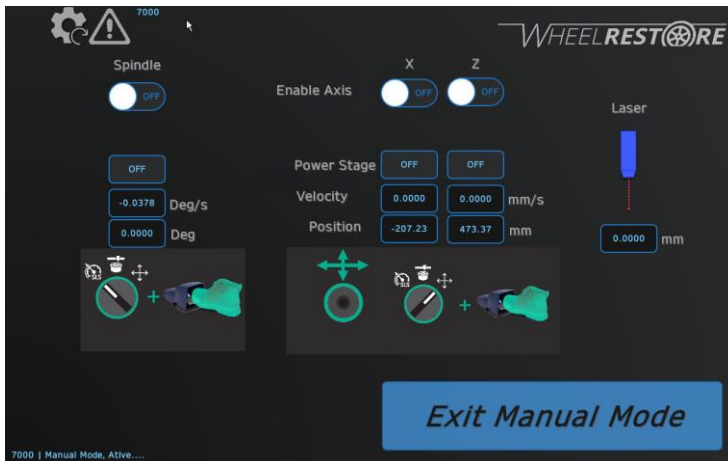 7000
WHEELRESTORE
Spindle
X
Z
OFF
Enable Axis
OFF
OFF
Laser
OFF
Power Stage
OFF
OFF
-0.0378
Deg/s
Velocity
0.0000
0.0000
mm/s
0.0000
Deg
Position
-207.23
473.37
mm
0.0000
mm
SLS
+
SLS
+
Exit Manual Mode
7000 | Manual Mode, Ative....